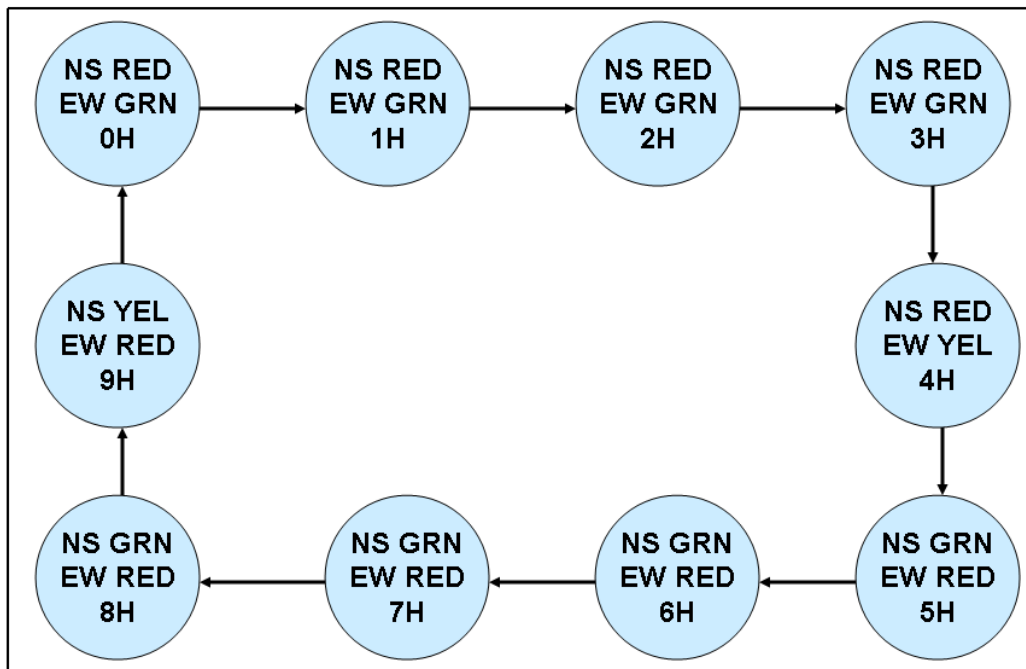 NS RED
EW GRN
0H
NS RED
EW GRN
1H
NS RED
EW GRN
2H
NS RED
EW GRN
3H
NS YEL
EW RED
9H
NS RED
EW YEL
4H
NS GRN
EW RED
8H
NS GRN
EW RED
7H
NS GRN
EW RED
6H
NS GRN
EW RED
5H